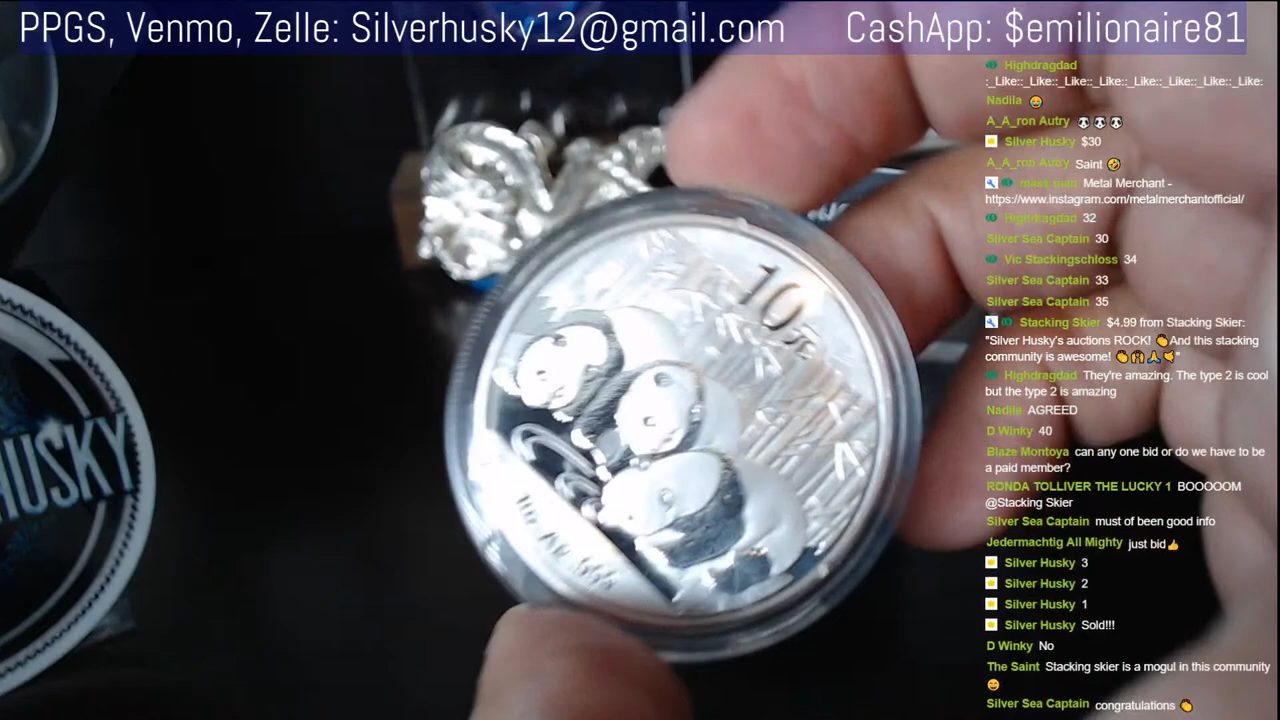 PPGS, Venmo, Zelle: Silverhusky12@gmail.com CashApp: $emilionaire81
Highdragdad
:_Like::_Like::_Like::_Like::_Like::_Like::_Like::_Like:
Nadila 😂
A_A_ron Autry 🐼🐼🐼
Silver Husky $30
A_A_ron Autry Saint 🤣
Metal Merchant -
https://www.instagram.com/metalmerchantofficial/
Highdragdad 32
Silver Sea Captain 30
Vic Stackingschloss 34
Silver Sea Captain 33
Silver Sea Captain 35
Stacking Skier $4.99 from Stacking Skier:
"Silver Husky's auctions ROCK! 👏And this stacking
community is awesome! 👏🙌🙏🤙"
Highdragdad They're amazing. The type 2 is cool
but the type 2 is amazing
Nadila AGREED
D Winky 40
Blaze Montoya can any one bid or do we have to be
a paid member?
RONDA TOLLIVER THE LUCKY 1 BOOOOOM
@Stacking Skier
Silver Sea Captain must of been good info
Jedermachtig All Mighty just bid👍
Silver Husky 3
Silver Husky 2
Silver Husky 1
Silver Husky Sold!!!
D Winky No
The Saint Stacking skier is a mogul in this community
😄
Silver Sea Captain congratulations 👏
10元
HUSKY